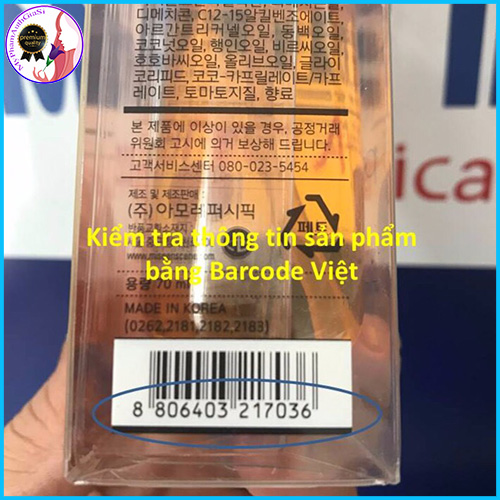 MyPhamAnhGuaSi
premium
quality
디메치콘, C12-15알킬벤조에이트,
아르간트리커넬오일, 동백오일,
코코넛오일, 행인오일, 비르씨오일,
호호바씨오일, 올리브오일, 글라이
코리피드, 코코-카프릴레이트/카프
레이트, 토마토지질, 향료
본 제품에 이상이 있을 경우, 공정거래
위원회 고시에 의거 보상해 드립니다.
고객서비스센터 080-023-5454
제조 및 제조판매 :
(주) 아모레퍼시픽
페트
Kiểm tra thông tin sản phẩm
bằng Barcode Việt
용량 70
MADE IN KOREA
(0262,2181,2182,2183)
8 806403 217036